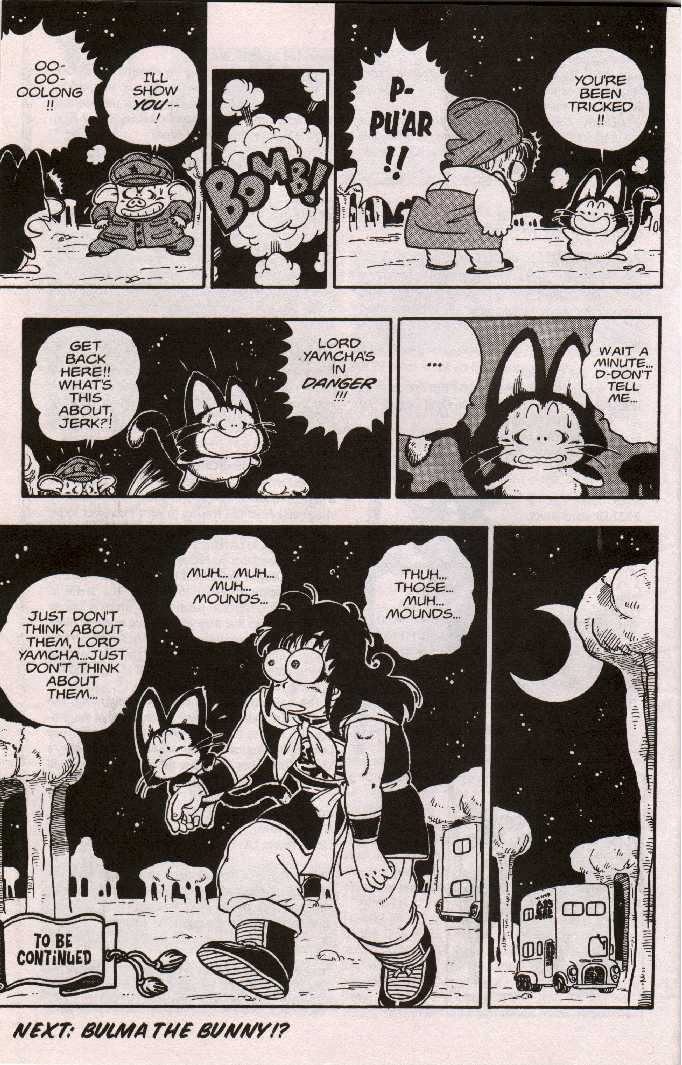 YOU'RE
BEEN
TRICKED
!!
P-
PU'AR
!!
BOMB!
I'LL
SHOW
YOU--
!
OO-
OO-
OOLONG
!!
WAIT A
MINUTE...
D-DON'T
TELL
ME...
...
LORD
YAMCHA'S
IN
DANGER
!!!
GET
BACK
HERE!!
WHAT'S
THIS
ABOUT,
JERK?!
THUH...
THOSE...
MUH...
MOUNDS...
MUH... MUH...
MUH...
MOUNDS...
JUST DON'T
THINK ABOUT
THEM, LORD
YAMCHA...JUST
DON'T THINK
ABOUT
THEM...
TO BE
CONTINUED
NEXT: BULMA THE BUNNY!?